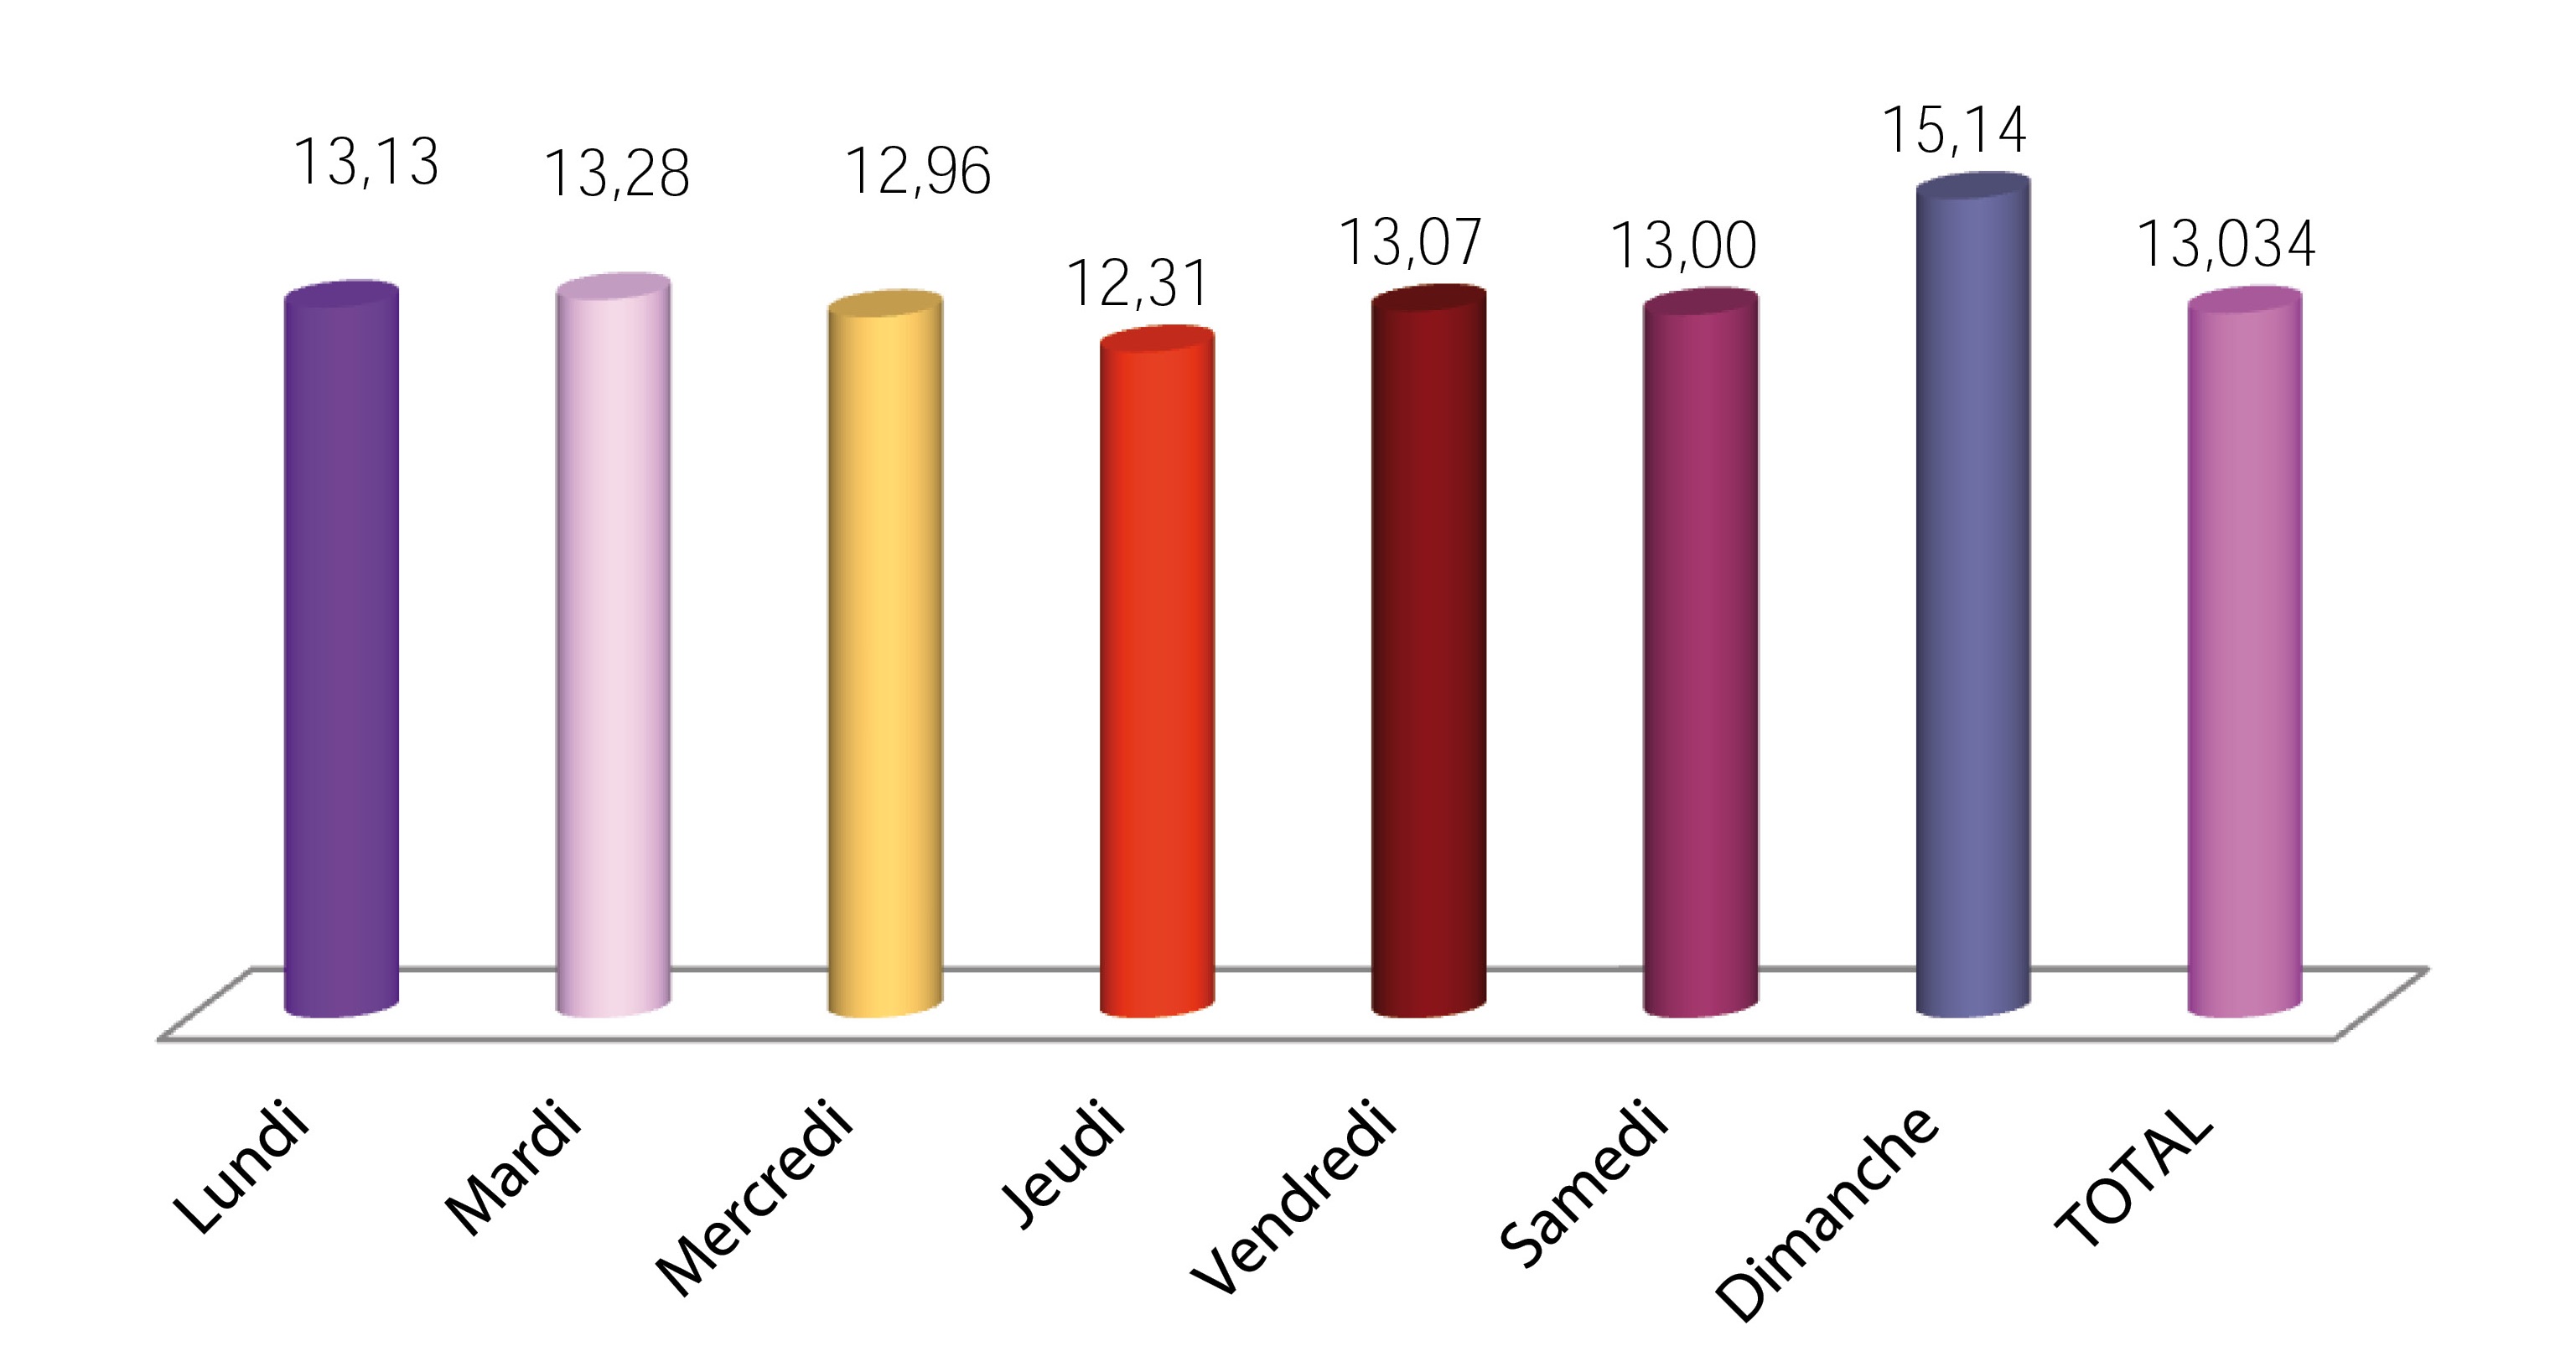 13,13
13,28
12,96
12,31
13,07
13,00
15,14
13,034
Lundi
Mardi
Mercredi
Jeudi
Vendredi
Samedi
Dimanche
TOTAL